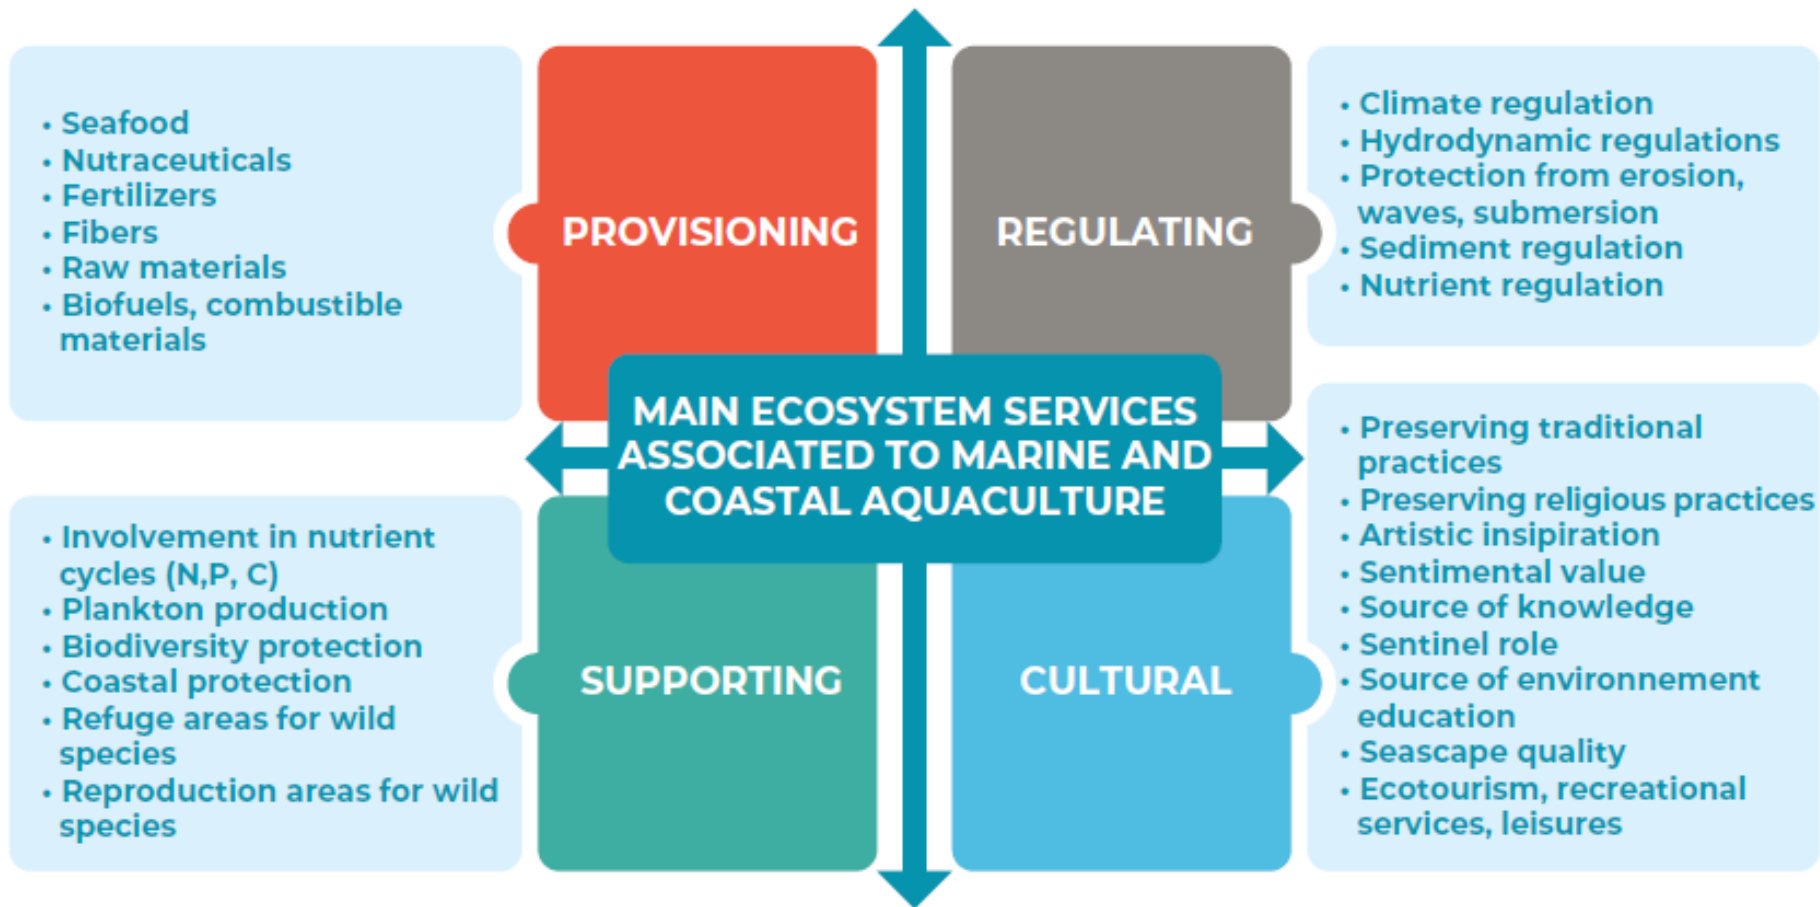 • Seafood
• Nutraceuticals
• Fertilizers
• Fibers
• Raw materials
• Biofuels, combustible
materials
PROVISIONING
REGULATING
• Climate regulation
• Hydrodynamic regulations
• Protection from erosion,
waves, submersion
• Sediment regulation
• Nutrient regulation
MAIN ECOSYSTEM SERVICES
ASSOCIATED TO MARINE AND
COASTAL AQUACULTURE
• Involvement in nutrient
cycles (N,P, C)
• Plankton production
• Biodiversity protection
• Coastal protection
• Refuge areas for wild
species
• Reproduction areas for wild
species
SUPPORTING
CULTURAL
• Preserving traditional
practices
• Preserving religious practices
• Artistic insipiration
• Sentimental value
• Source of knowledge
• Sentinel role
• Source of environnement
education
• Seascape quality
• Ecotourism, recreational
services, leisures